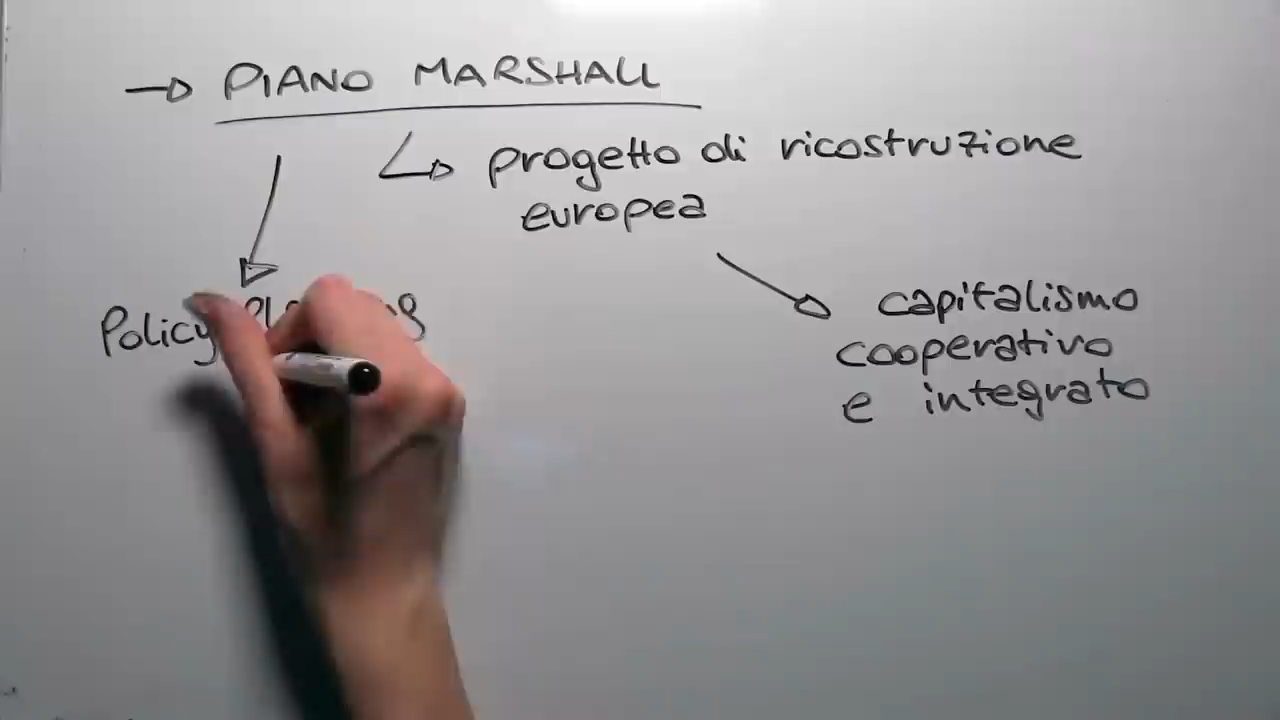 PIANO MARSHALL
progetto di ricostruzione
europea
capitalismo
cooperativo
e integrato
Policy